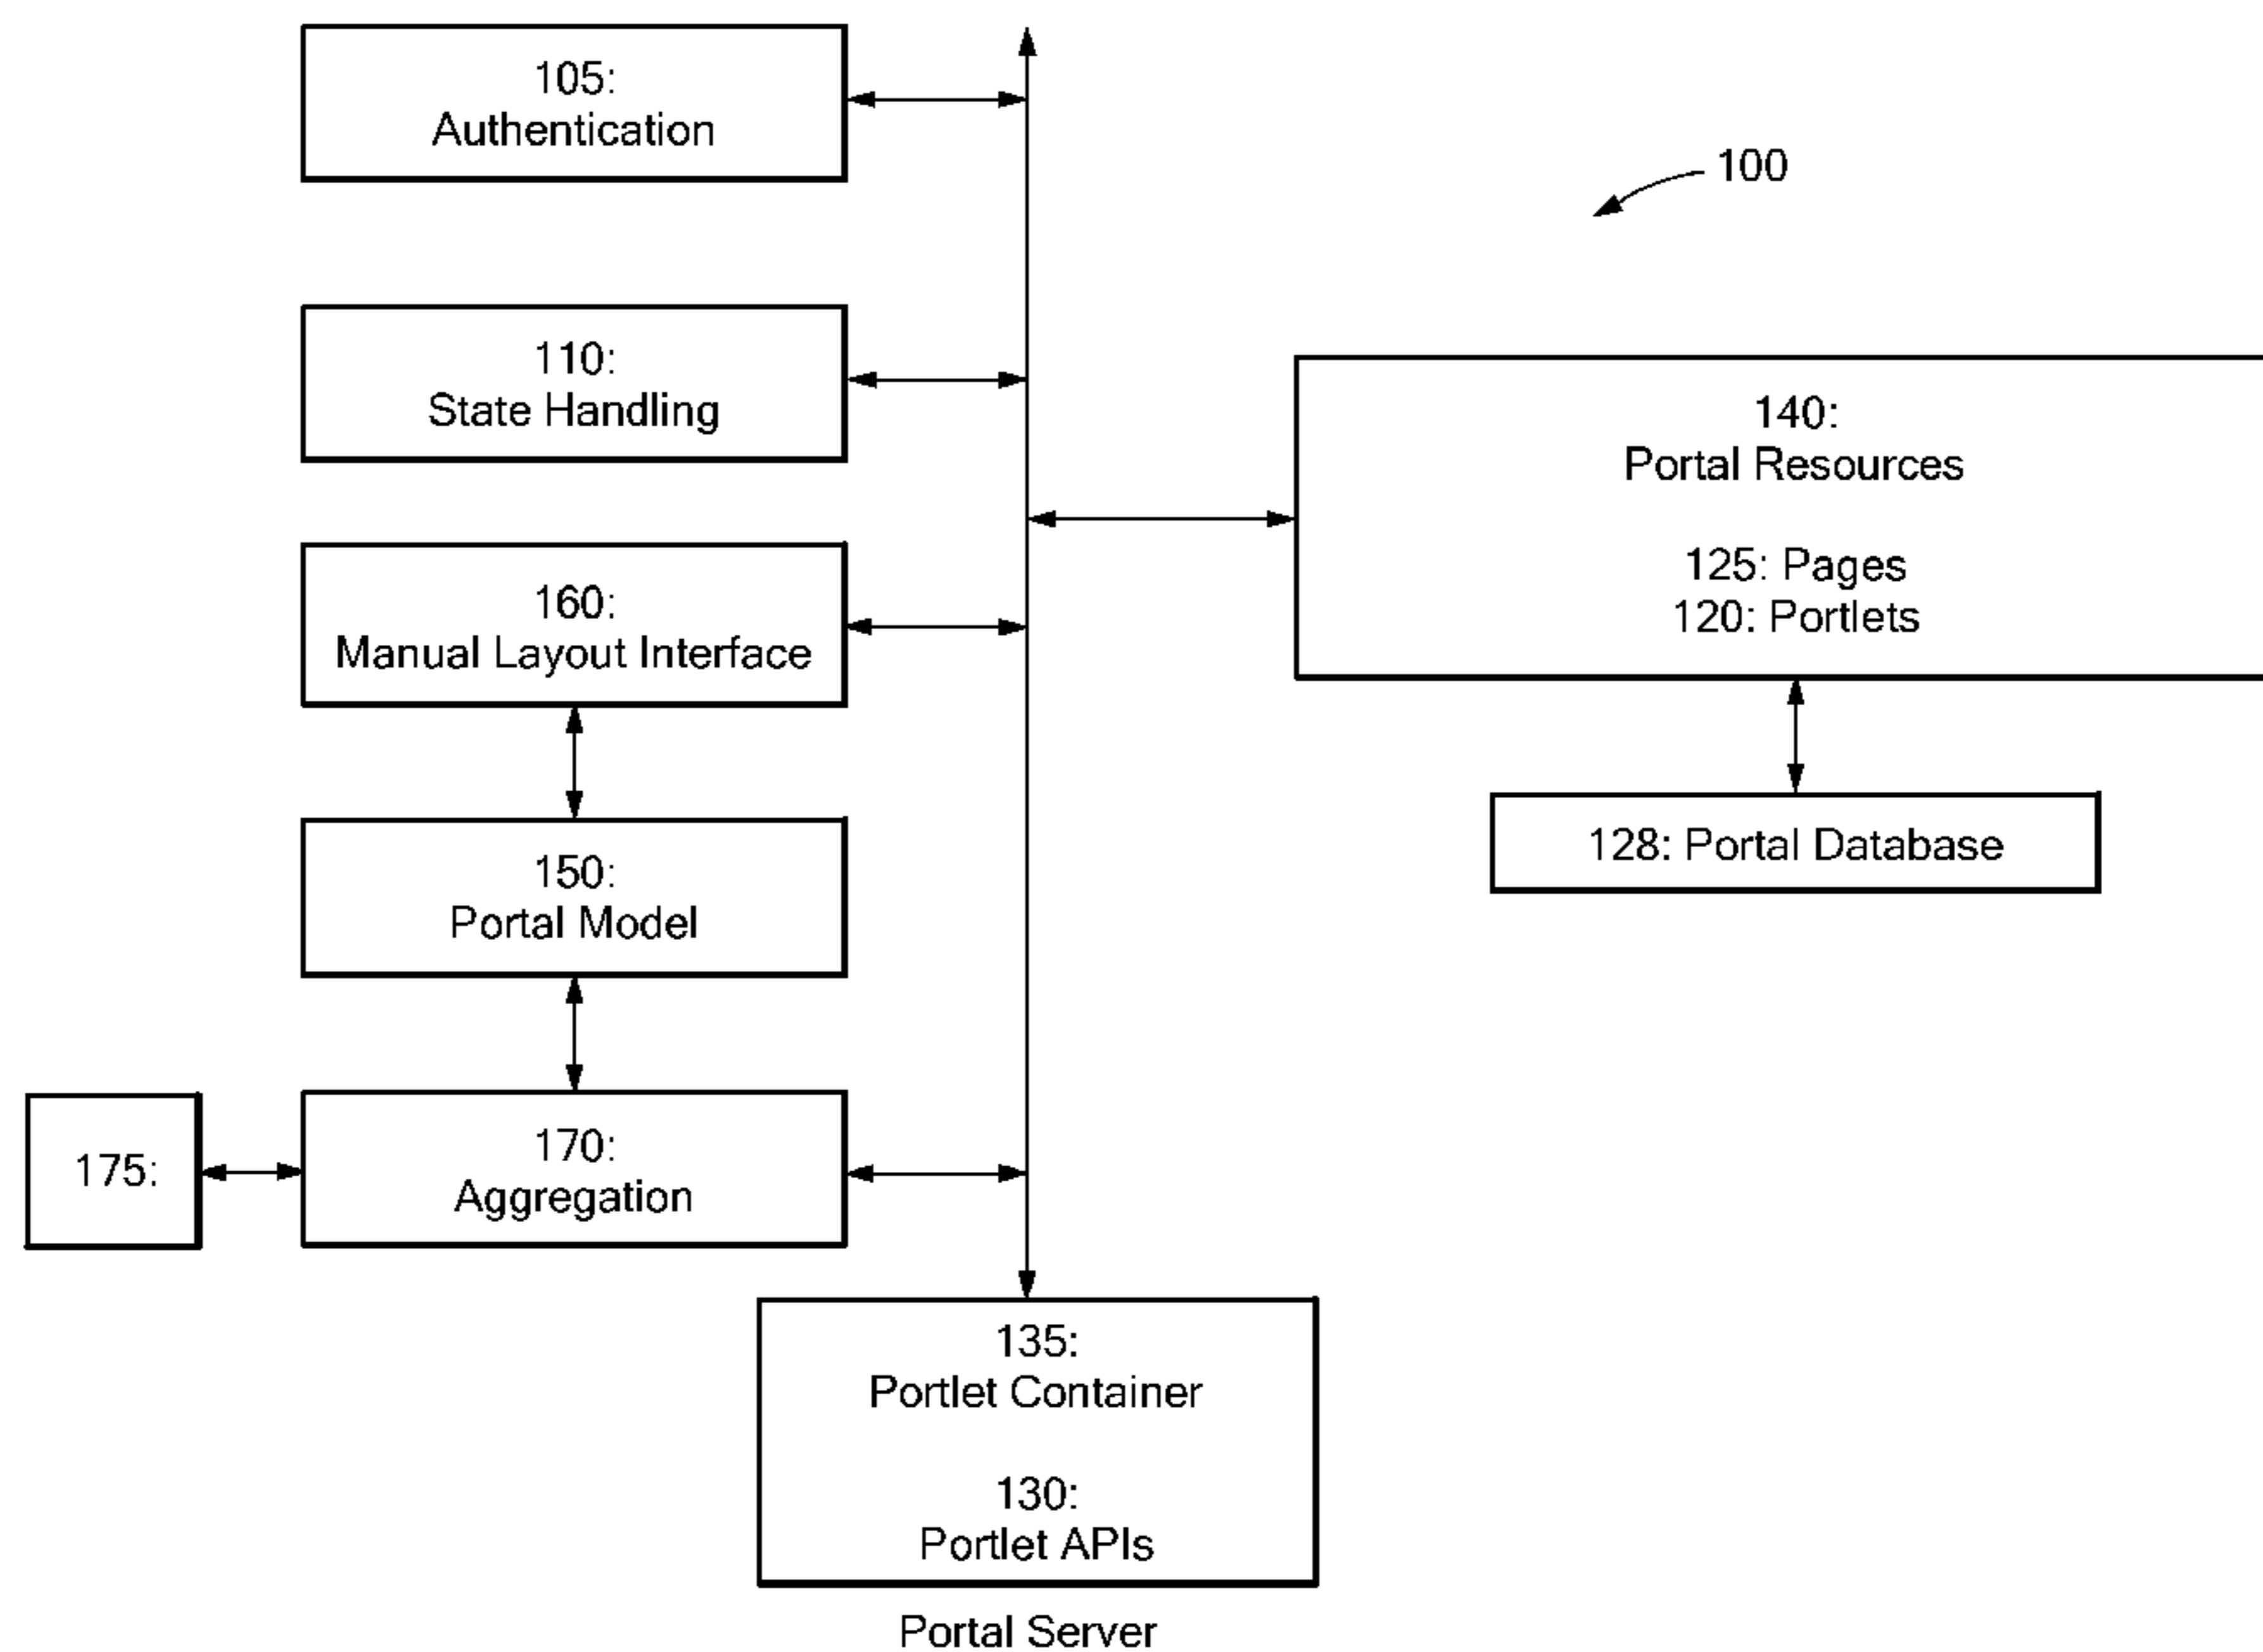 105:
Authentication
100
110:
State Handling
140:
Portal Resources
125: Pages
120: Portlets
160:
Manual Layout Interface
128: Portal Database
150:
Portal Model
175:
170:
Aggregation
135:
Portlet Container
130:
Portlet APIs
Portal Server